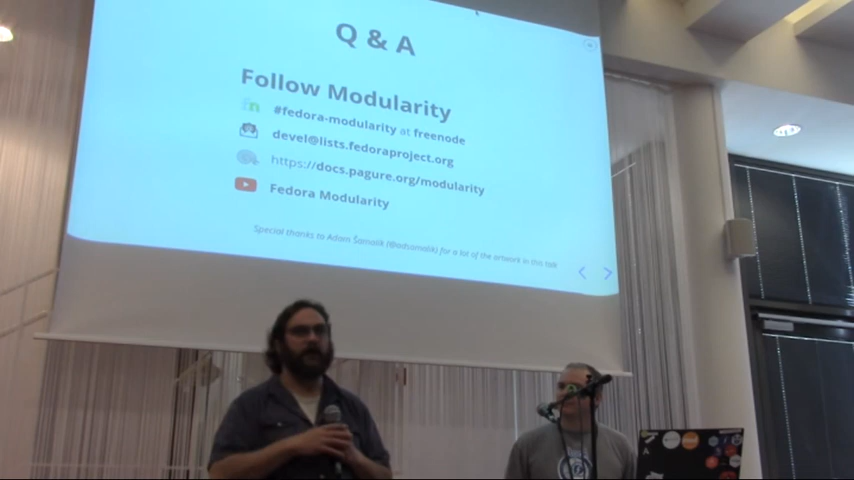 Q & A
Follow Modularity
#fedora-modularity at freenode
devel@lists.fedoraproject.org
https://docs.pagure.org/modularity
Fedora Modularity
Special thanks to Adam Šamalík (@adsamalik) for a lot of the artwork in this talk